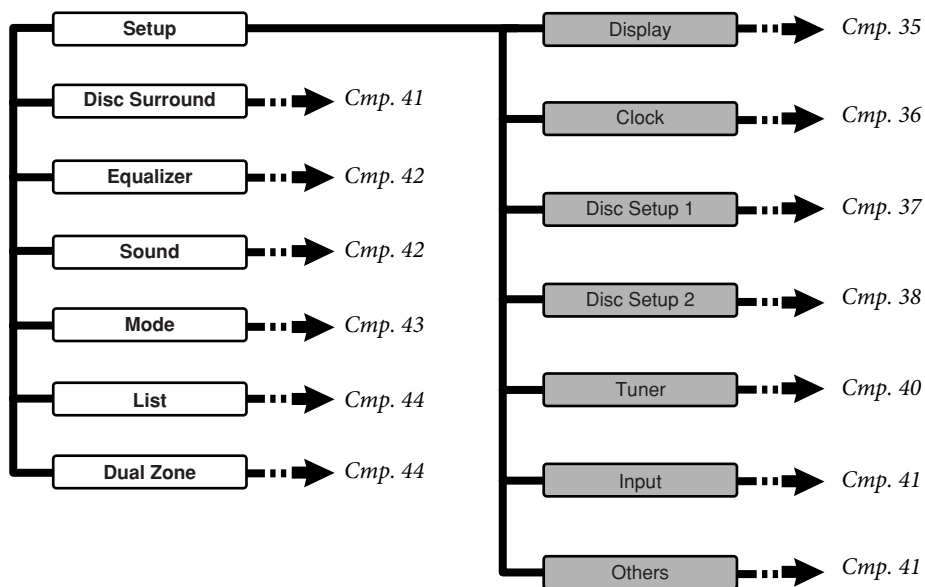 Setup
Display
Стр. 35
Disc Surround
Стр. 41
Clock
Стр. 36
Equalizer
Стр. 42
Disc Setup 1
Стр. 37
Sound
Стр. 42
Disc Setup 2
Стр. 38
Mode
Стр. 43
List
Стр. 44
Tuner
Стр. 40
Dual Zone
Стр. 44
Input
Стр. 41
Others
Стр. 41